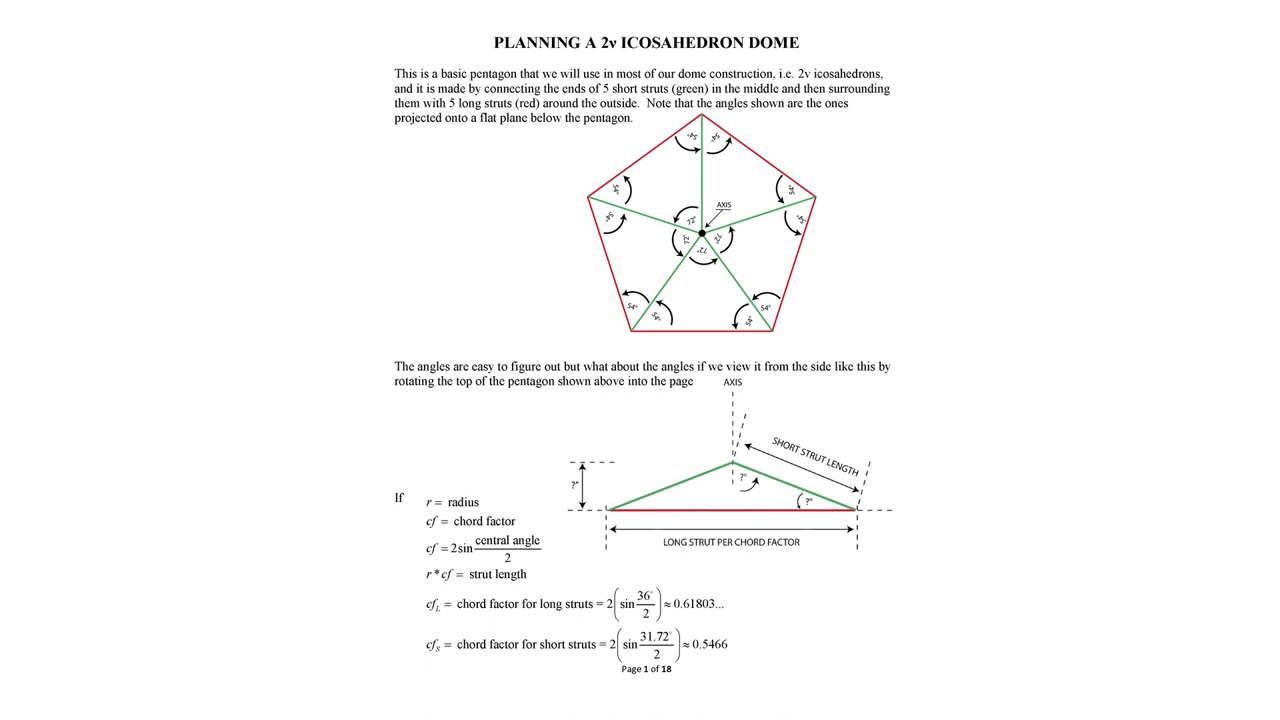 PLANNING A 2v ICOSAHEDRON DOME
This is a basic pentagon that we will use in most of our dome construction, i.e. 2v icosahedrons,
and it is made by connecting the ends of 5 short struts (green) in the middle and then surrounding
them with 5 long struts (red) around the outside. Note that the angles shown are the ones
projected onto a flat plane below the pentagon.
54° 54°
54° 54°
54° 54°
AXIS
72°
72° 72°
72°
54° 54°
54° 54°
The angles are easy to figure out but what about the angles if we view it from the side like this by
rotating the top of the pentagon shown above into the page
AXIS
SHORT STRUT LENGTH
?"
?°
?°
LONG STRUT PER CHORD FACTOR
If
r = radius
cf = chord factor
cf = 2 sin central angle / 2
r * cf = strut length
cf_L = chord factor for long struts = 2(sin 36° / 2) ≈ 0.61803...
cf_S = chord factor for short struts = 2(sin 31.72° / 2) ≈ 0.5466
Page 1 of 18